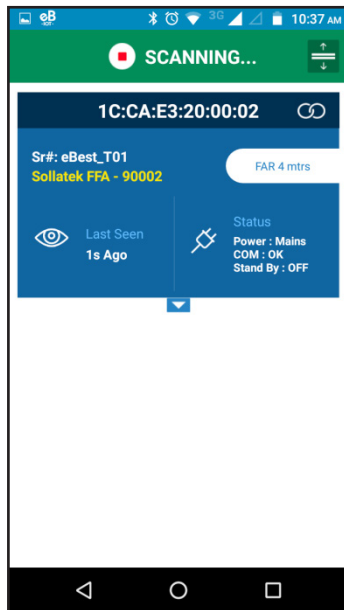 eB
3G
10:37 AM
SCANNING...
1C:CA:E3:20:00:02
Sr#: eBest_T01
Sollatek FFA - 90002
FAR 4 mtrs
Last Seen
1s Ago
Status
Power : Mains
COM : OK
Stand By : OFF